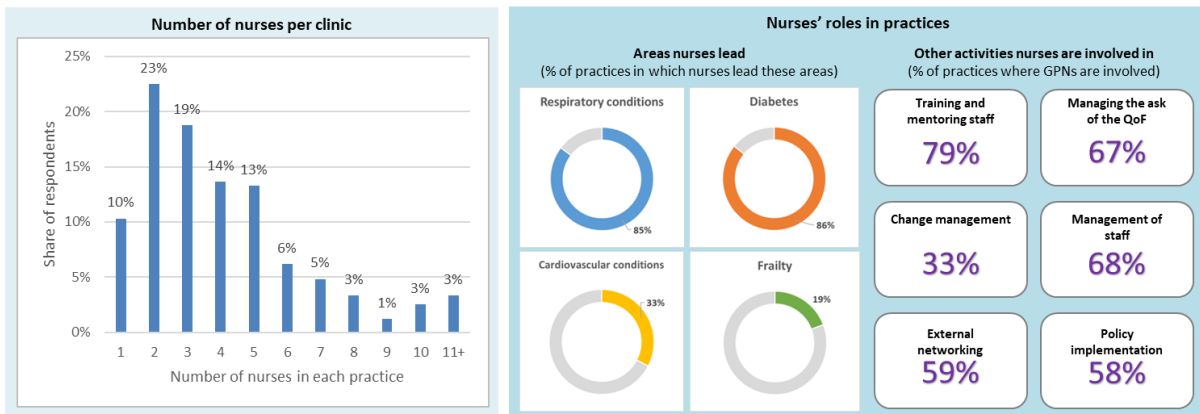 Number of nurses per clinic
25%
20%
15%
10%
5%
0%
Share of respondents
10%
23%
19%
14%
13%
6%
5%
3%
1%
3%
3%
1 2 3 4 5 6 7 8 9 10 11+
Number of nurses in each practice
Nurses’ roles in practices
Areas nurses lead
(% of practices in which nurses lead these areas)
Respiratory conditions
85%
Diabetes
86%
Cardiovascular conditions
33%
Frailty
19%
Other activities nurses are involved in
(% of practices where GPNs are involved)
Training and
mentoring staff
79%
Managing the ask
of the QoF
67%
Change management
33%
Management of
staff
68%
External
networking
59%
Policy
implementation
58%